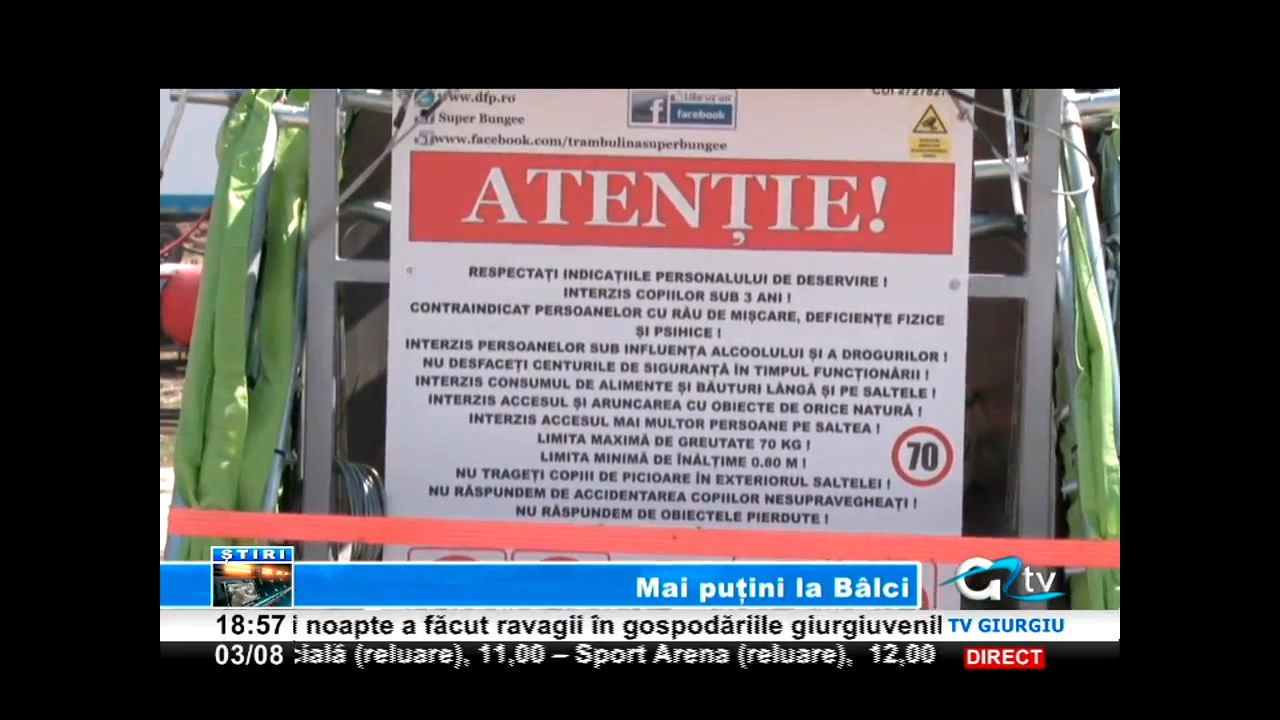 www.dfp.ro
Super Bungee
www.facebook.com/trambulinasuperbungee
facebook
ATENȚIE!
RESPECTAȚI INDICAȚIILE PERSONALULUI DE DESERVIRE !
INTERZIS COPIILOR SUB 3 ANI !
CONTRAINDICAT PERSOANELOR CU RĂU DE MIȘCARE, DEFICIENȚE FIZICE
ȘI PSIHICE !
INTERZIS PERSOANELOR SUB INFLUENȚA ALCOOLULUI ȘI A DROGURILOR !
NU DESFACEȚI CENTURILE DE SIGURANȚĂ ÎN TIMPUL FUNCȚIONĂRII !
INTERZIS CONSUMUL DE ALIMENTE ȘI BĂUTURI LÂNGĂ ȘI PE SALTELE !
INTERZIS ACCESUL ȘI ARUNCAREA CU OBIECTE DE ORICE NATURĂ !
INTERZIS ACCESUL MAI MULTOR PERSOANE PE SALTEA !
LIMITA MAXIMĂ DE GREUTATE 70 KG !
LIMITA MINIMĂ DE ÎNĂLȚIME 0.80 M !
70
NU TRAGEȚI COPIII DE PICIOARE ÎN EXTERIORUL SALTELEI !
NU RĂSPUNDEM DE ACCIDENTAREA COPIILOR NESUPRAVEGHEAȚI !
NU RĂSPUNDEM DE OBIECTELE PIERDUTE !
ȘTIRI
Mai puțini la Bâlci
G tv
18:57 i noapte a făcut ravagii în gospodăriile giurgiuvenil TV GIURGIU
03/08 cială (reluare), 11,00 – Sport Arena (reluare), 12,00 DIRECT